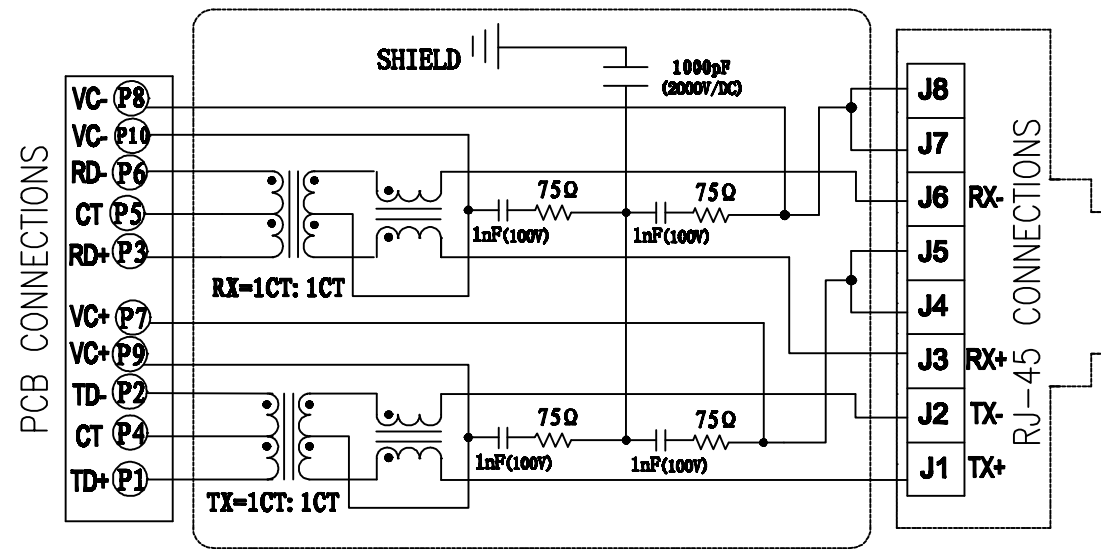 SHIELD
1000pF
(2000V/DC)
PCB CONNECTIONS
VC- P8
VC- P10
RD- P6
CT P5
RD+ P3
VC+ P7
VC+ P9
TD- P2
CT P4
TD+ P1
75Ω
75Ω
1nF(100V)
1nF(100V)
RX=1CT: 1CT
75Ω
75Ω
1nF(100V)
1nF(100V)
TX=1CT: 1CT
J8
J7
J6 RX-
J5
J4
J3 RX+
J2 TX-
J1 TX+
RJ-45 CONNECTIONS